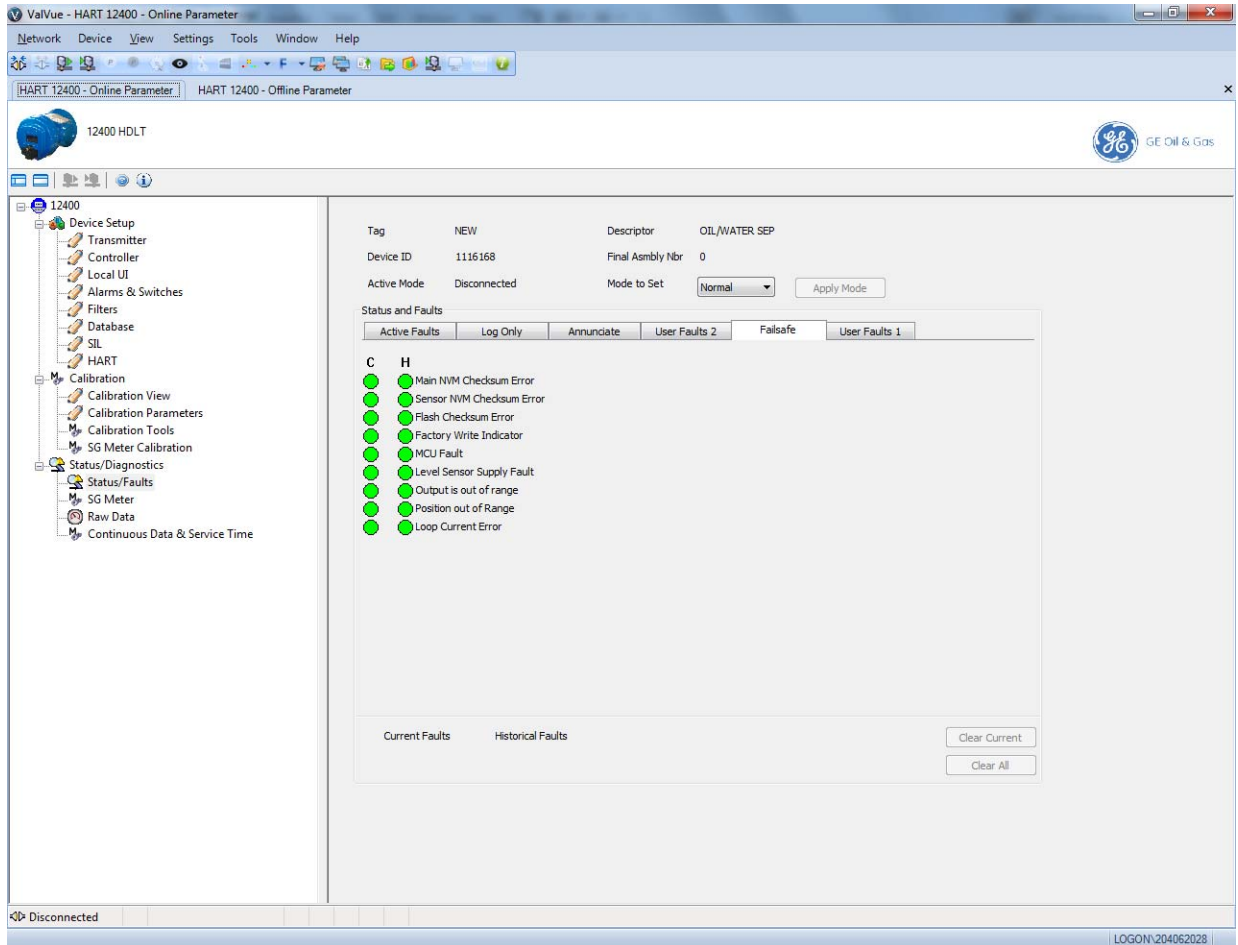 ValVue - HART 12400 - Online Parameter
Network Device View Settings Tools Window Help
F
HART 12400 - Online Parameter HART 12400 - Offline Parameter
12400 HDLT
GE Oil & Gas
12400
Device Setup
Transmitter
Controller
Local UI
Alarms & Switches
Filters
Database
SIL
HART
Calibration
Calibration View
Calibration Parameters
Calibration Tools
SG Meter Calibration
Status/Diagnostics
Status/Faults
SG Meter
Raw Data
Continuous Data & Service Time
Tag NEW Descriptor OIL/WATER SEP
Device ID 1116168 Final Asmbly Nbr 0
Active Mode Disconnected Mode to Set Normal Apply Mode
Status and Faults
Active Faults Log Only Annunciate User Faults 2 Failsafe User Faults 1
C H
Main NVM Checksum Error
Sensor NVM Checksum Error
Flash Checksum Error
Factory Write Indicator
MCU Fault
Level Sensor Supply Fault
Output is out of range
Position out of Range
Loop Current Error
Current Faults Historical Faults Clear Current
Clear All
Disconnected
LOGON\204062028